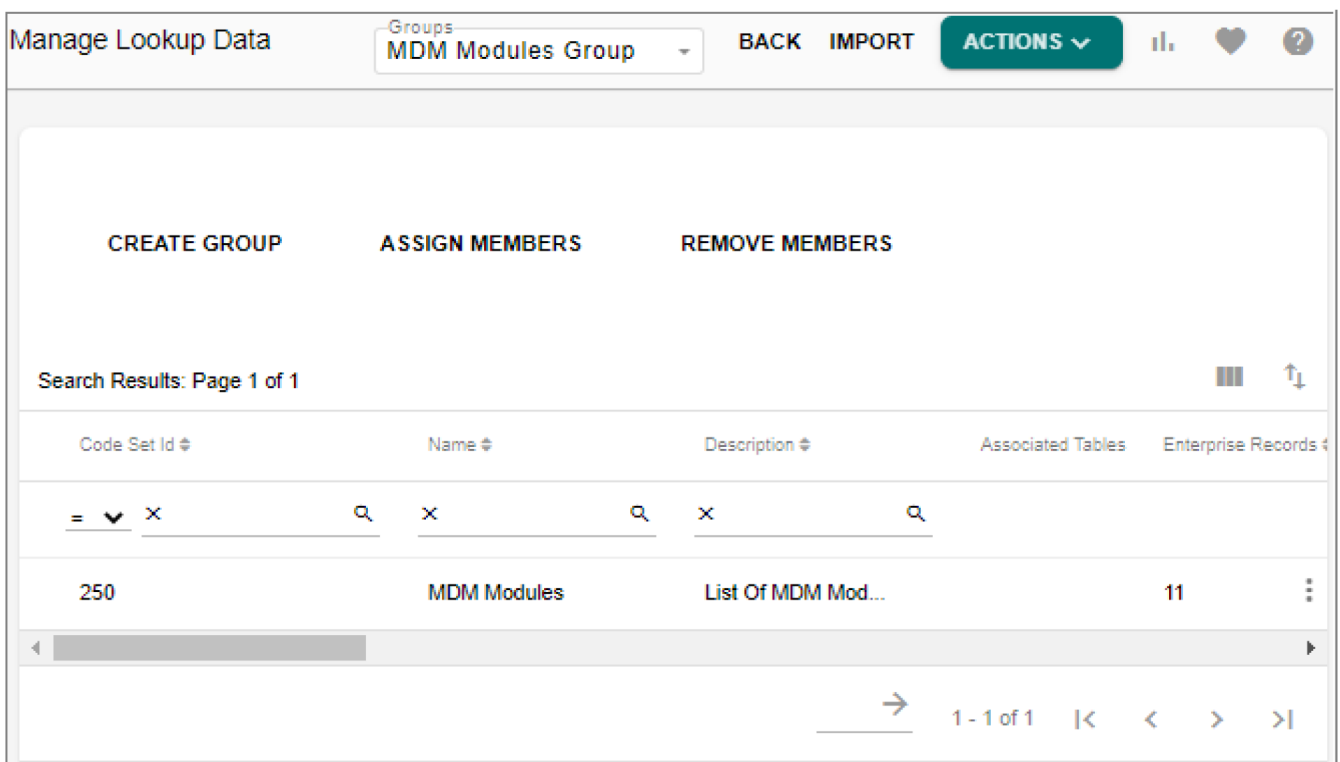 Groups
Manage Lookup Data MDM Modules Group BACK IMPORT ACTIONS
CREATE GROUP ASSIGN MEMBERS REMOVE MEMBERS
Search Results: Page 1 of 1
Code Set Id Name Description Associated Tables Enterprise Records
=
250 MDM Modules List Of MDM Mod... 11
1 - 1 of 1